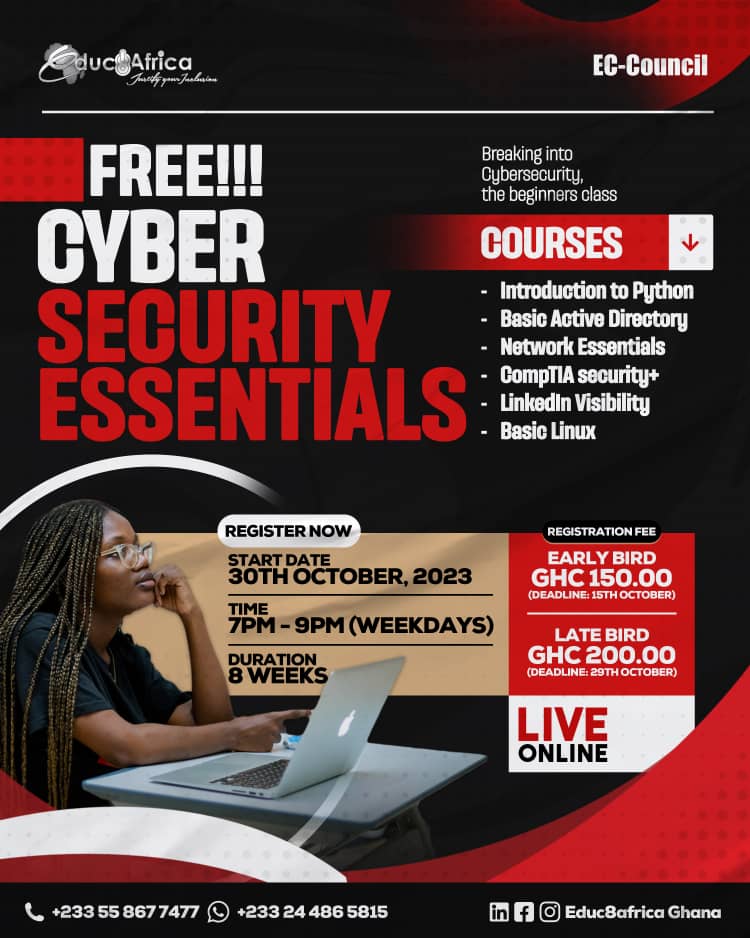 Educ8Africa
Justify your Inclusion
EC-Council
FREE!!!
CYBER
SECURITY
ESSENTIALS
Breaking into
Cybersecurity,
the beginners class
COURSES
- Introduction to Python
- Basic Active Directory
- Network Essentials
- CompTIA security+
- LinkedIn Visibility
- Basic Linux
REGISTER NOW
START DATE
30TH OCTOBER, 2023
TIME
7PM - 9PM (WEEKDAYS)
DURATION
8 WEEKS
REGISTRATION FEE
EARLY BIRD
GHC 150.00
(DEADLINE: 15TH OCTOBER)
LATE BIRD
GHC 200.00
(DEADLINE: 29TH OCTOBER)
LIVE
ONLINE
+233 55 867 7477 +233 24 486 5815 in Educ8africa Ghana